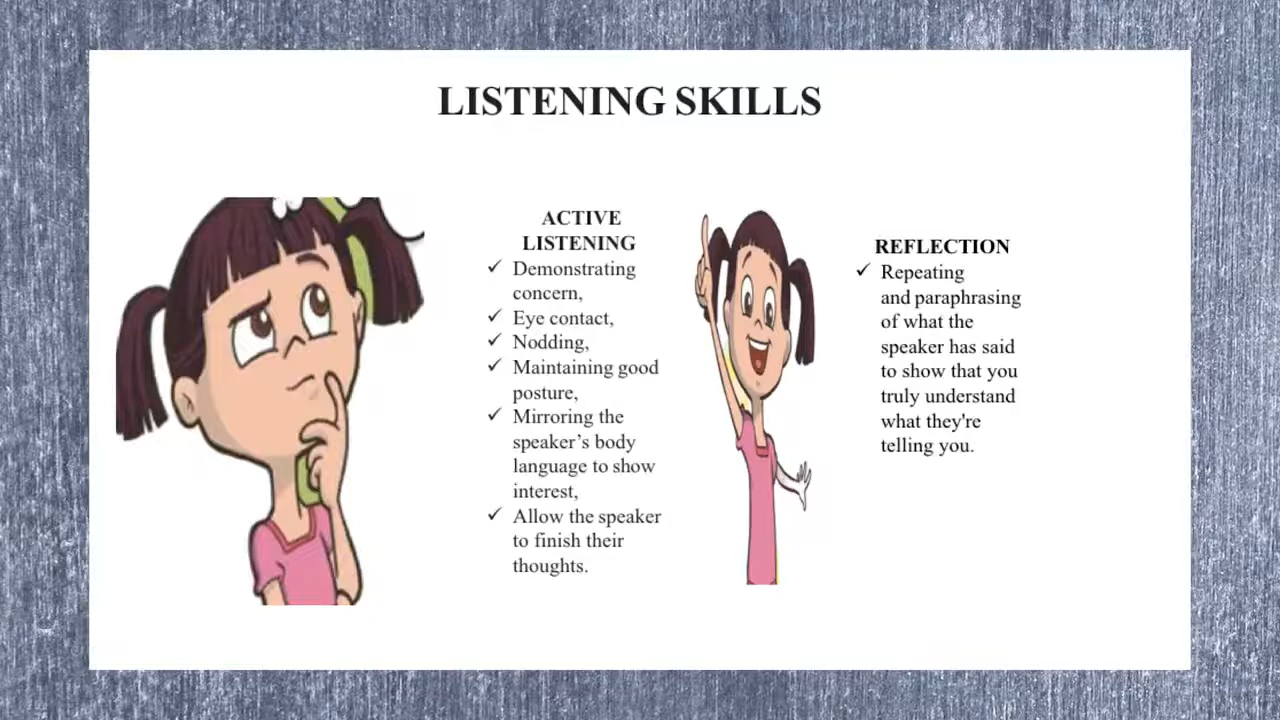 LISTENING SKILLS
ACTIVE
LISTENING
✓ Demonstrating
concern,
✓ Eye contact,
✓ Nodding,
✓ Maintaining good
posture,
✓ Mirroring the
speaker’s body
language to show
interest,
✓ Allow the speaker
to finish their
thoughts.
REFLECTION
✓ Repeating
and paraphrasing
of what the
speaker has said
to show that you
truly understand
what they're
telling you.